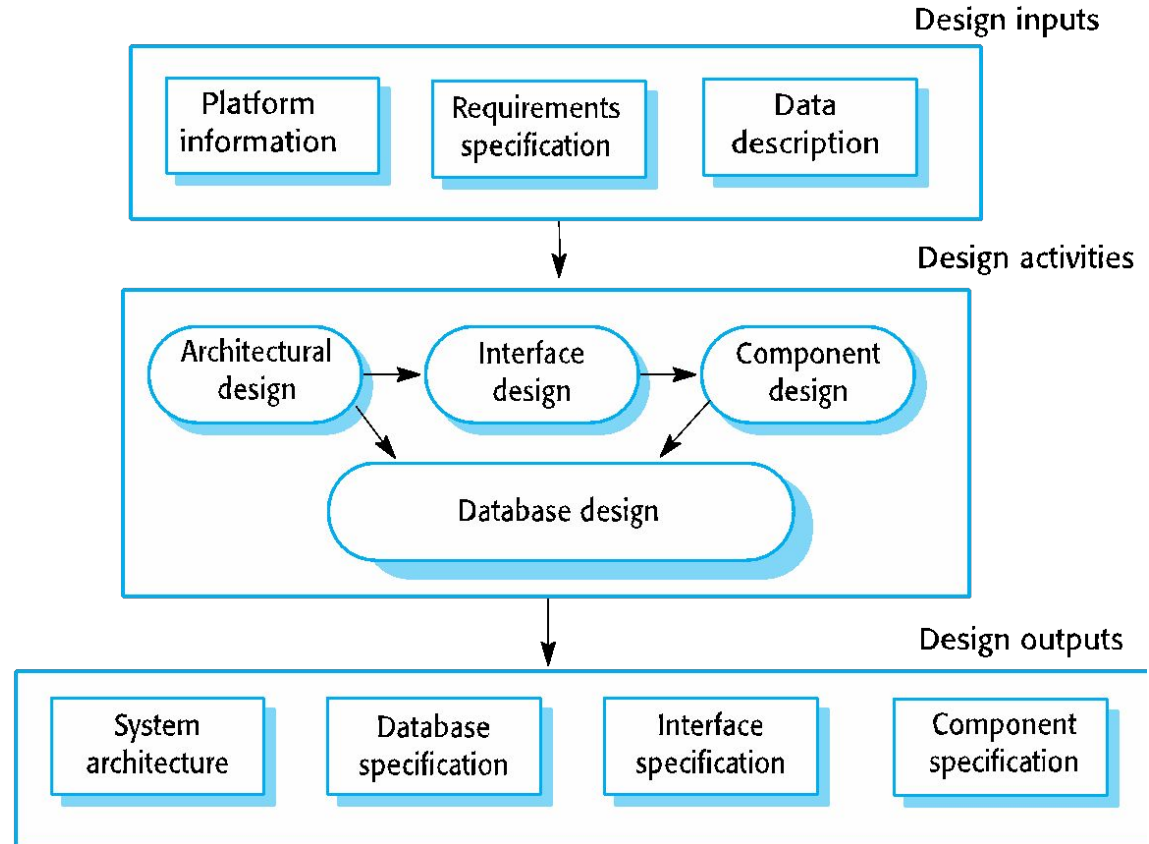 Design inputs
Platform
information
Requirements
specification
Data
description
Design activities
Architectural
design
Interface
design
Component
design
Database design
Design outputs
System
architecture
Database
specification
Interface
specification
Component
specification